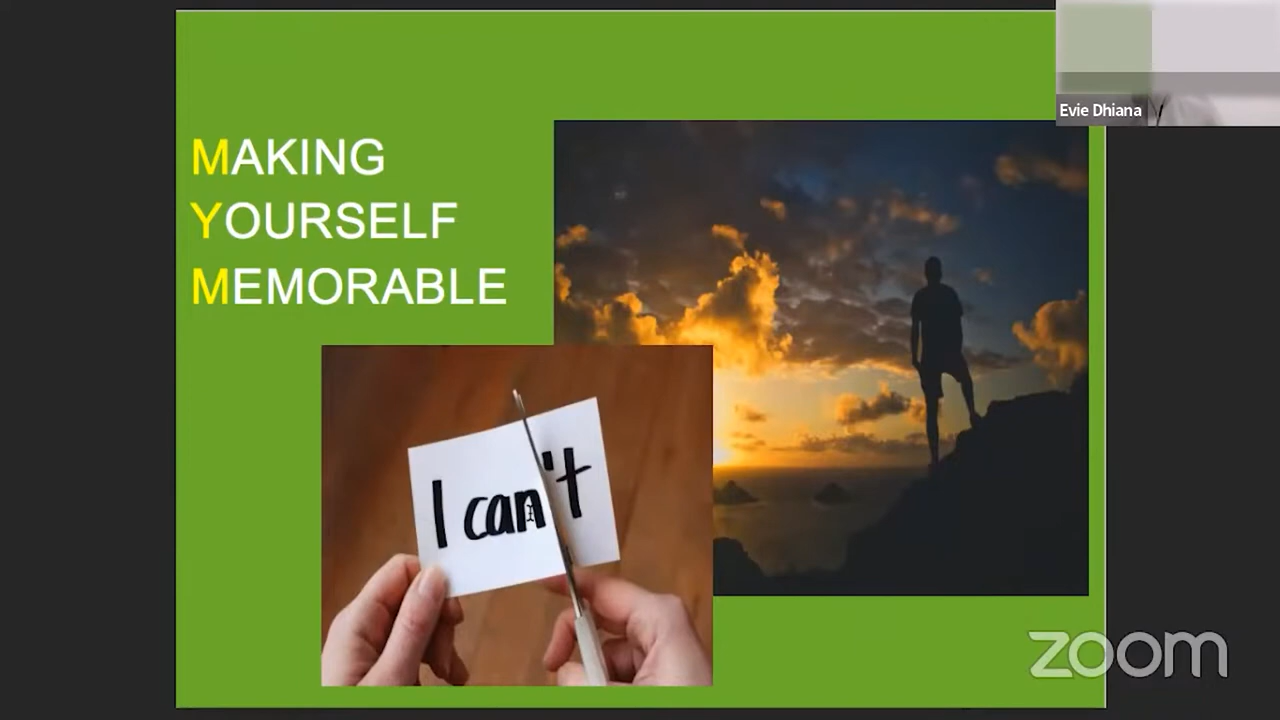 Evie Dhiana
MAKING
YOURSELF
MEMORABLE
I can't
zoom